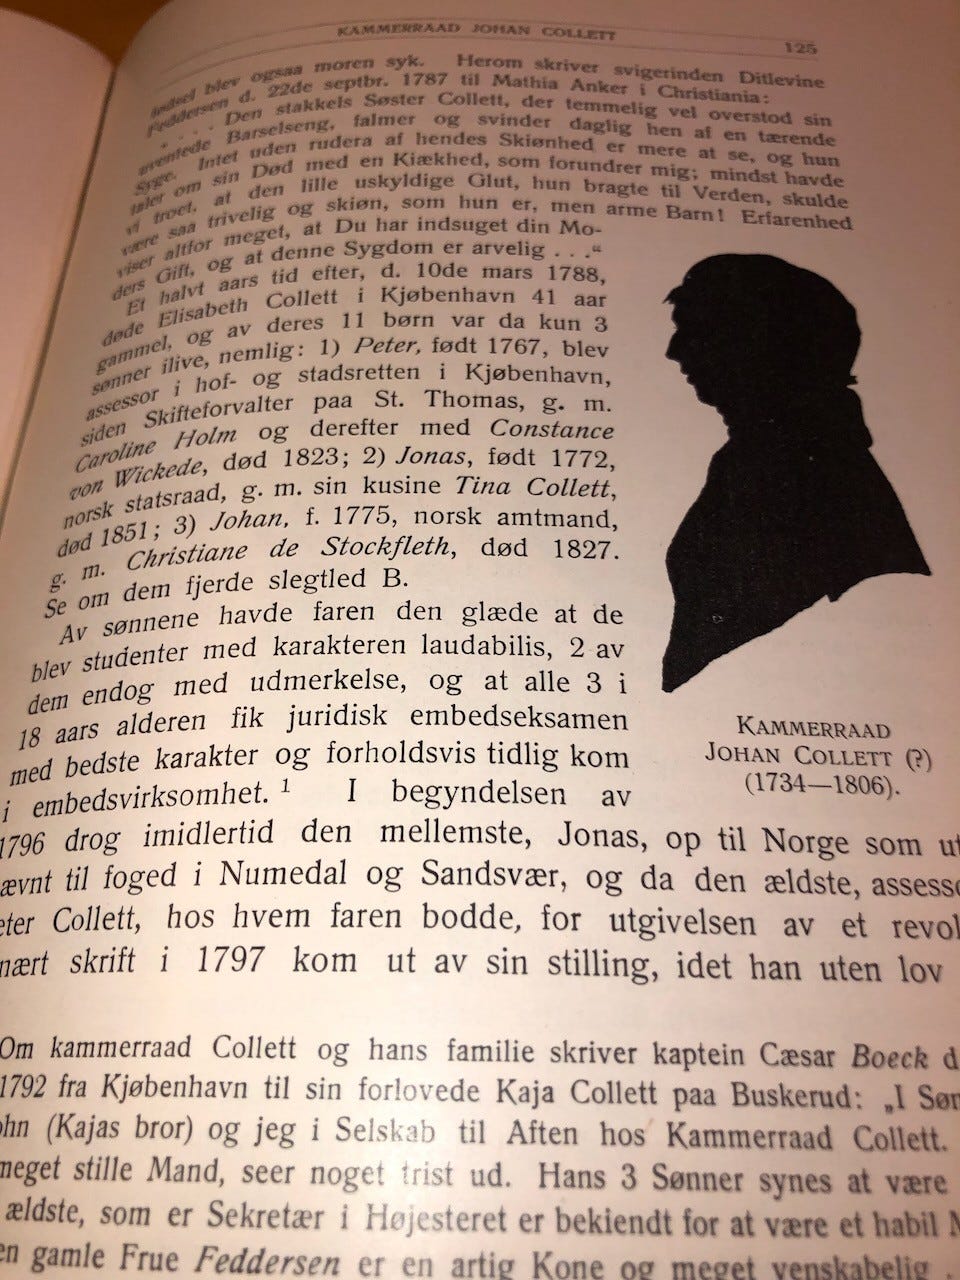 KAMMERRAAD JOHAN COLLETT
125
fødsel blev ogsaa moren syk. Herom skriver svigerinden Ditlevine
Feddersen d. 22de septbr. 1787 til Mathia Anker i Christiania:
. . . . Den stakkels Søster Collett, der temmelig vel overstod sin
ventede Barselseng, falmer og svinder daglig hen af en tærende
Syge. Intet uden rudera af hendes Skiønhed er mere at se, og hun
taler om sin Død med en Kiækhed, som forundrer mig; mindst havde
vi troet, at den lille uskyldige Glut, hun bragte til Verden, skulde
være saa trivelig og skiøn, som hun er, men arme Barn! Erfarenhed
viser altfor meget, at Du har indsuget din Mo-
ders Gift, og at denne Sygdom er arvelig . . .“
Et halvt aars tid efter, d. 10de mars 1788,
døde Elisabeth Collett i Kjøbenhavn 41 aar
gammel, og av deres 11 børn var da kun 3
sønner ilive, nemlig: 1) Peter, født 1767, blev
assessor i hof- og stadsretten i Kjøbenhavn,
siden Skifteforvalter paa St. Thomas, g. m.
Caroline Holm og derefter med Constance
von Wickede, død 1823; 2) Jonas, født 1772,
norsk statsraad, g. m. sin kusine Tina Collett,
død 1851; 3) Johan, f. 1775, norsk amtmand,
g. m. Christiane de Stockfleth, død 1827.
Se om dem fjerde slegtled B.
Av sønnene havde faren den glæde at de
blev studenter med karakteren laudabilis, 2 av
dem endog med udmerkelse, og at alle 3 i
18 aars alderen fik juridisk embedseksamen
med bedste karakter og forholdsvis tidlig kom
i embedsvirksomhet. ¹ I begyndelsen av
KAMMERRAAD
JOHAN COLLETT (?)
(1734—1806).
1796 drog imidlertid den mellemste, Jonas, op til Norge som ut
ævnt til foged i Numedal og Sandsvær, og da den ældste, assesso
eter Collett, hos hvem faren bodde, for utgivelsen av et revol
nært skrift i 1797 kom ut av sin stilling, idet han uten lov
Om kammerraad Collett og hans familie skriver kaptein Cæsar Boeck d
1792 fra Kjøbenhavn til sin forlovede Kaja Collett paa Buskerud: „I Søn
ohn (Kajas bror) og jeg i Selskab til Aften hos Kammerraad Collett.
meget stille Mand, seer noget trist ud. Hans 3 Sønner synes at være
ældste, som er Sekretær i Højesteret er bekiendt for at være et habil
en gamle Frue Feddersen er en artig Kone og meget venskabelig